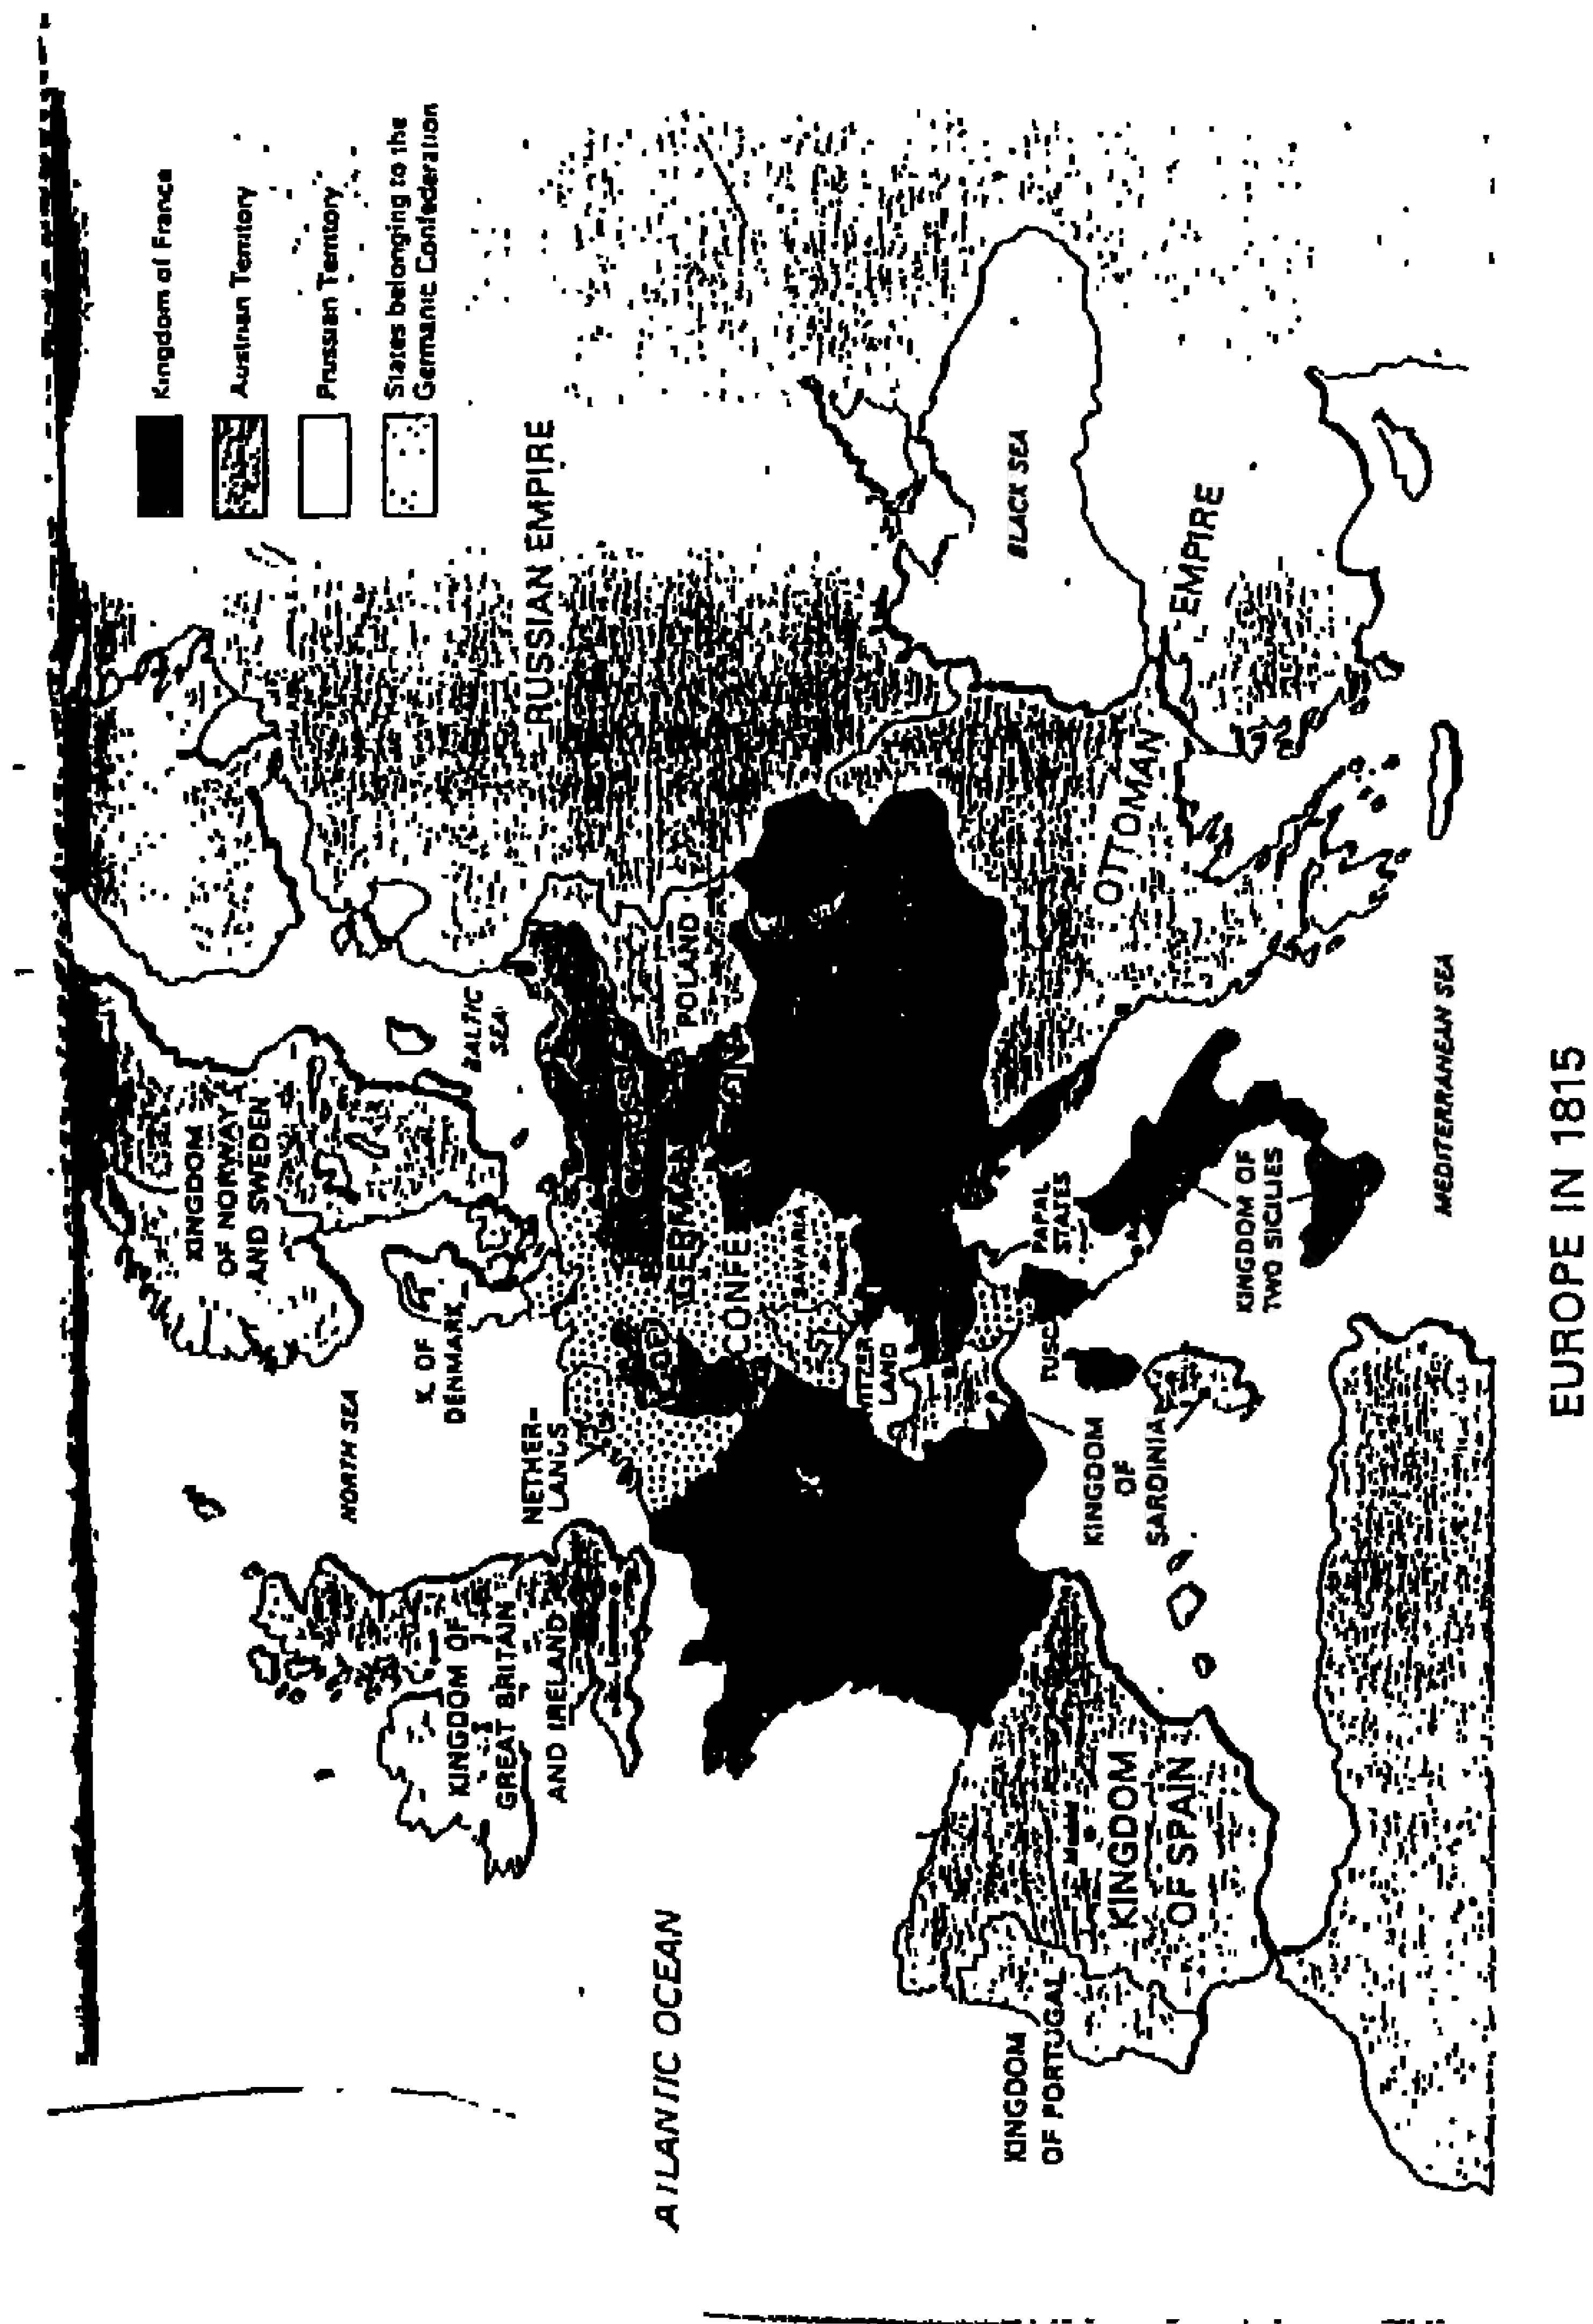 Kingdom of France
Austrian Territory
Prussian Territory
States belonging to the
Germanic Confederation
KINGDOM
OF NORWAY
AND SWEDEN
RUSSIAN EMPIRE
BALTIC
SEA
NORTH SEA
K. OF
DENMARK
NETHER-
LANDS
KINGDOM OF
GREAT BRITAIN
AND IRELAND
POLAND
GERMAN
CONFE
BAVARIA
ITZER
LAND
ATLANTIC OCEAN
BLACK SEA
OTTOMAN
EMPIRE
PAPAL
STATES
TUSC
KINGDOM
OF
SARDINIA
KINGDOM OF
TWO SICILIES
KINGDOM
OF SPAIN
KINGDOM
OF PORTUGAL
MEDITERRANEAN SEA
EUROPE IN 1815